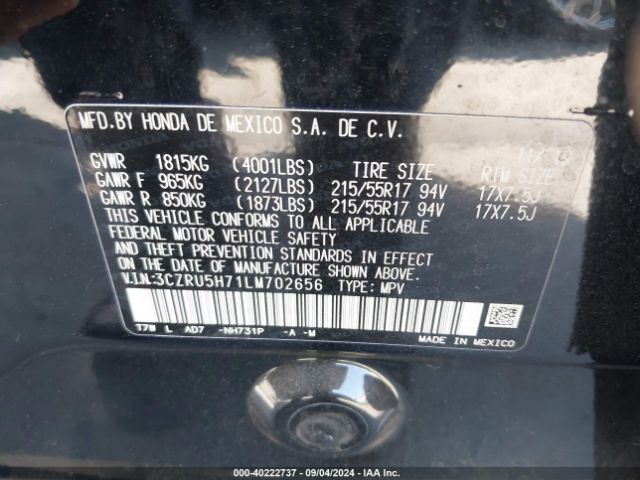 MFD.BY HONDA DE MEXICO S.A. DE C.V.
GVWR 1815KG (4001LBS) TIRE SIZE RIM SIZE
GAWR F 965KG (2127LBS) 215/55R17 94V 17X7.5J
GAWR R 850KG (1873LBS) 215/55R17 94V 17X7.5J
THIS VEHICLE CONFORMS TO ALL APPLICABLE
FEDERAL MOTOR VEHICLE SAFETY
AND THEFT PREVENTION STANDARDS IN EFFECT
ON THE DATE OF MANUFACTURE SHOWN ABOVE.
V.I.N.:3CZRU5H71LM702656 TYPE: MPV
T7W L AD7 -NH731P -A -M
MADE IN MEXICO
000-40222737 - 09/04/2024 - IAA Inc.